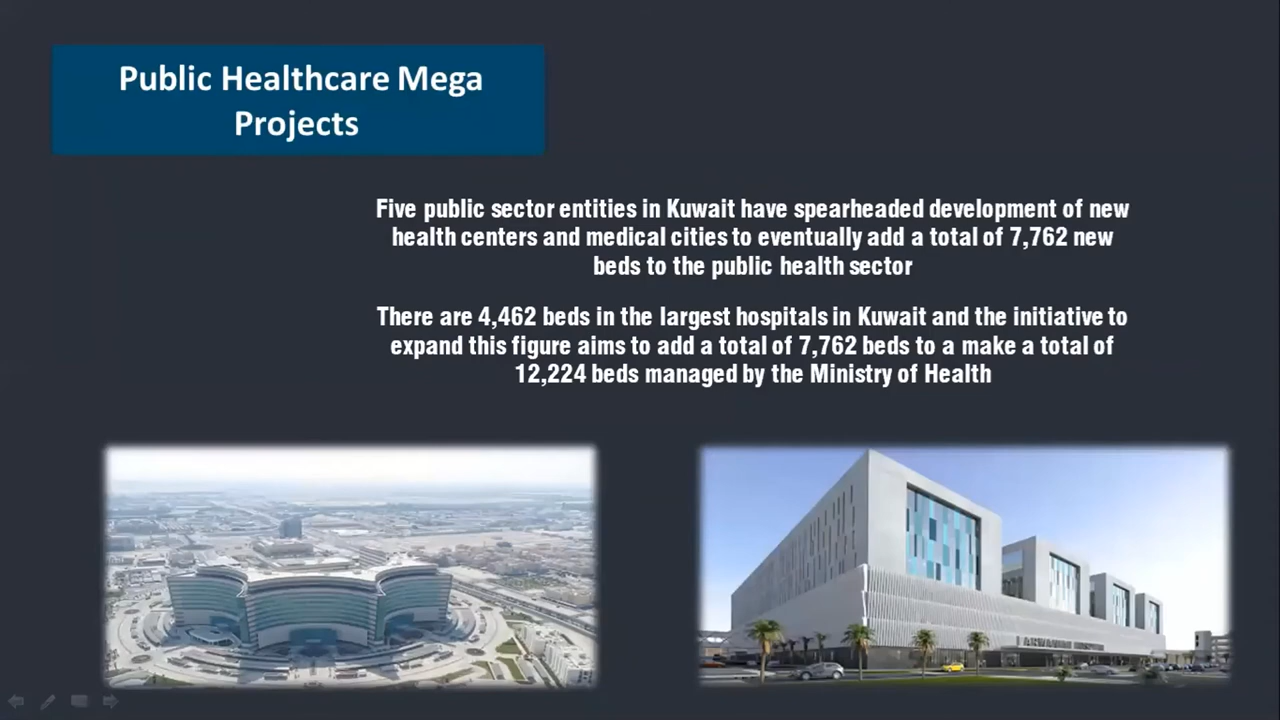 Public Healthcare Mega
Projects
Five public sector entities in Kuwait have spearheaded development of new
health centers and medical cities to eventually add a total of 7,762 new
beds to the public health sector
There are 4,462 beds in the largest hospitals in Kuwait and the initiative to
expand this figure aims to add a total of 7,762 beds to a make a total of
12,224 beds managed by the Ministry of Health